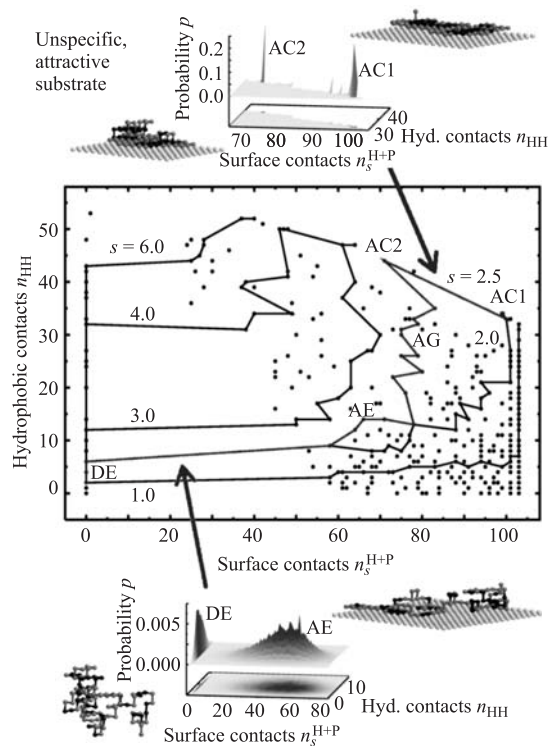 Unspecific,
attractive
substrate
Probability p
0.2
0.1
0.0
AC2
AC1
70 80 90 100
30 40
Surface contacts n_s^{H+P}
Hyd. contacts n_HH
Hydrophobic contacts n_HH
50
40
30
20
10
0
s = 6.0
4.0
3.0
DE
1.0
AC2
s = 2.5
AC1
2.0
AG
AE
0 20 40 60 80 100
Surface contacts n_s^{H+P}
Probability p
0.005
0.000
DE
AE
0 20 40 60 80
0 10
Hyd. contacts n_HH
Surface contacts n_s^{H+P}